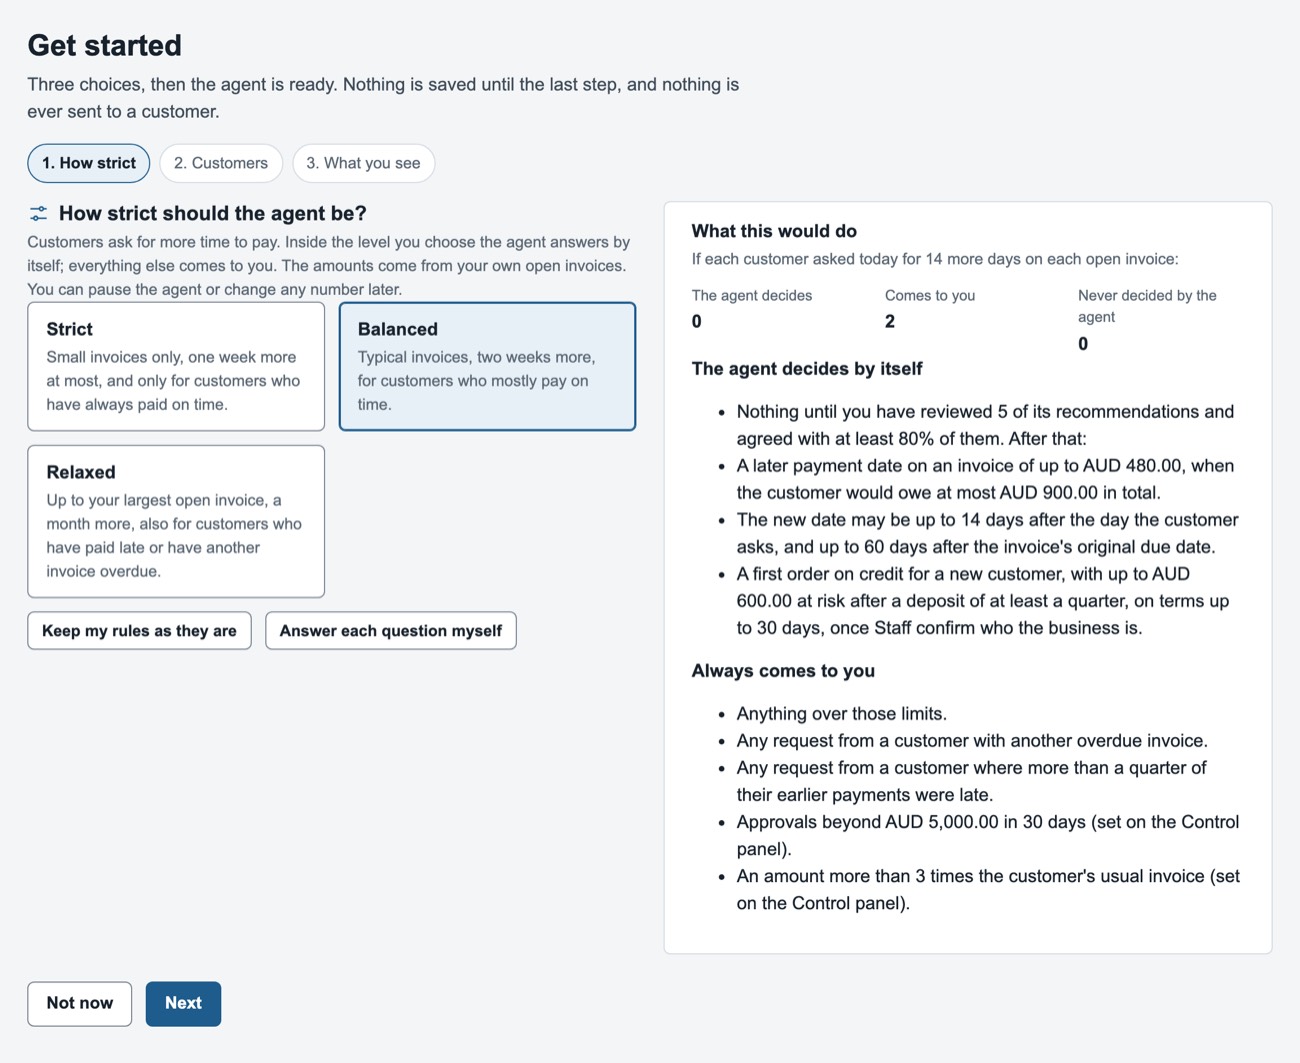 Get started
Three choices, then the agent is ready. Nothing is saved until the last step, and nothing is
ever sent to a customer.
1. How strict
2. Customers
3. What you see
How strict should the agent be?
Customers ask for more time to pay. Inside the level you choose the agent answers by
itself; everything else comes to you. The amounts come from your own open invoices.
You can pause the agent or change any number later.
Strict
Small invoices only, one week more
at most, and only for customers who
have always paid on time.
Balanced
Typical invoices, two weeks more,
for customers who mostly pay on
time.
Relaxed
Up to your largest open invoice, a
month more, also for customers who
have paid late or have another
invoice overdue.
Keep my rules as they are
Answer each question myself
What this would do
If each customer asked today for 14 more days on each open invoice:
The agent decides
0
Comes to you
2
Never decided by the
agent
0
The agent decides by itself
• Nothing until you have reviewed 5 of its recommendations and
agreed with at least 80% of them. After that:
• A later payment date on an invoice of up to AUD 480.00, when
the customer would owe at most AUD 900.00 in total.
• The new date may be up to 14 days after the day the customer
asks, and up to 60 days after the invoice's original due date.
• A first order on credit for a new customer, with up to AUD
600.00 at risk after a deposit of at least a quarter, on terms up
to 30 days, once Staff confirm who the business is.
Always comes to you
• Anything over those limits.
• Any request from a customer with another overdue invoice.
• Any request from a customer where more than a quarter of
their earlier payments were late.
• Approvals beyond AUD 5,000.00 in 30 days (set on the Control
panel).
• An amount more than 3 times the customer's usual invoice (set
on the Control panel).
Not now
Next